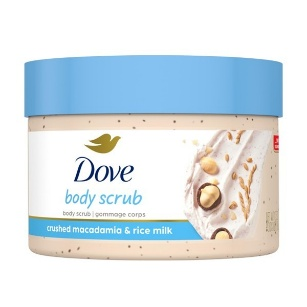 Dove
body scrub
body scrub | gommage corps
crushed macadamia & rice milk